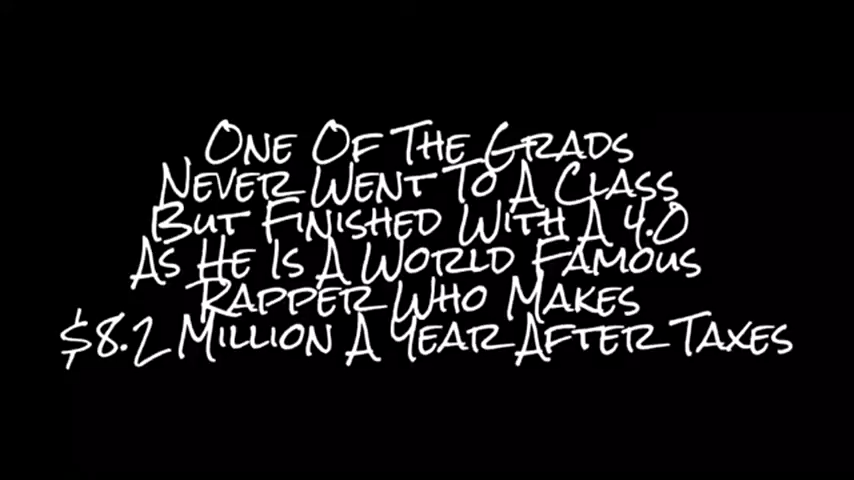 One Of The Grads
Never Went To A Class
But Finished With A 4.0
As He Is A World Famous
Rapper Who Makes
$8.2 Million A Year After Taxes